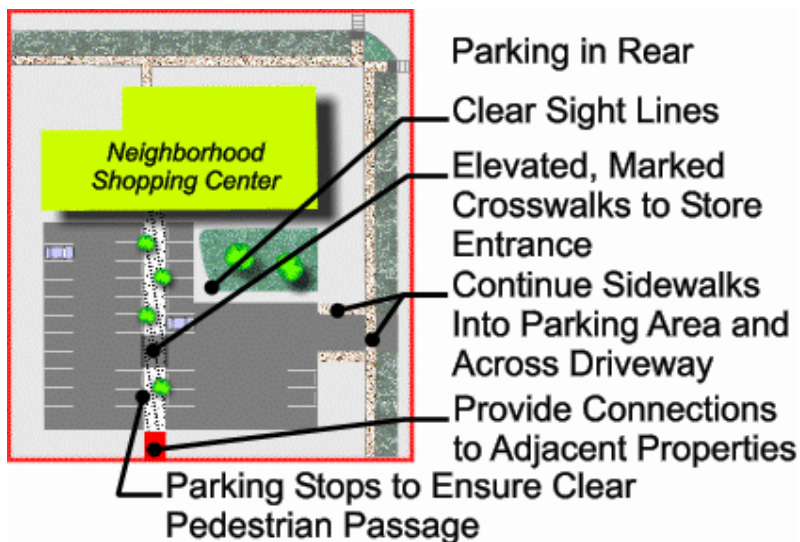 Parking in Rear
Clear Sight Lines
Neighborhood
Shopping Center
Elevated, Marked
Crosswalks to Store
Entrance
Continue Sidewalks
Into Parking Area and
Across Driveway
Provide Connections
to Adjacent Properties
Parking Stops to Ensure Clear
Pedestrian Passage